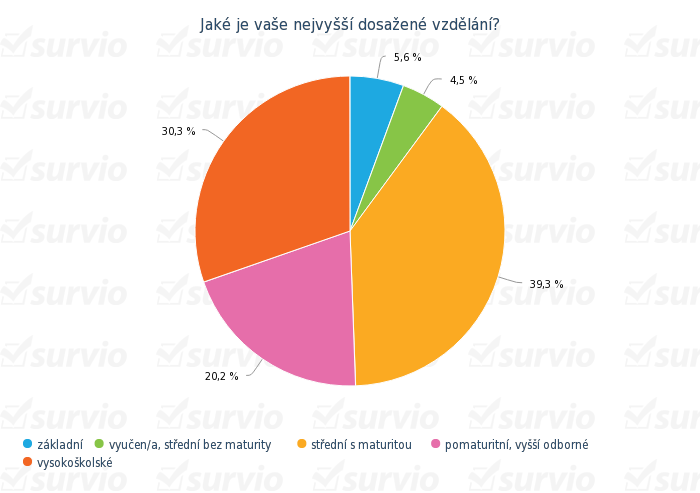 Jaké je vaše nejvyšší dosažené vzdělání?
5,6 %
4,5 %
30,3 %
39,3 %
20,2 %
základní vyučen/a, střední bez maturity střední s maturitou pomaturitní, vyšší odborné
vysokoškolské
survio